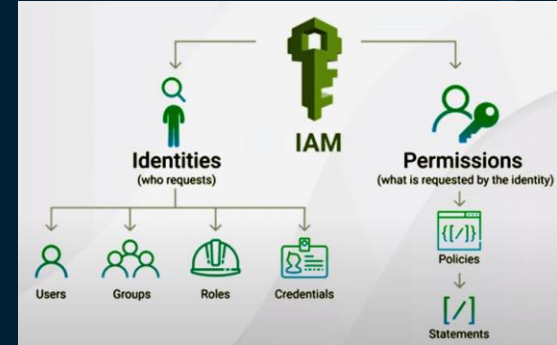 IAM
Identities
(who requests)
Permissions
(what is requested by the identity)
{[/]}
Policies
Users
Groups
Roles
Credentials
[/]
Statements